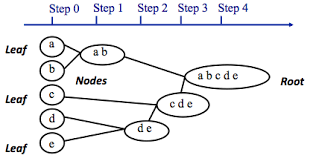 Step 0 Step 1 Step 2 Step 3 Step 4
Leaf a
a b
b Nodes a b c d e Root
Leaf c
c d e
d
d e
Leaf e